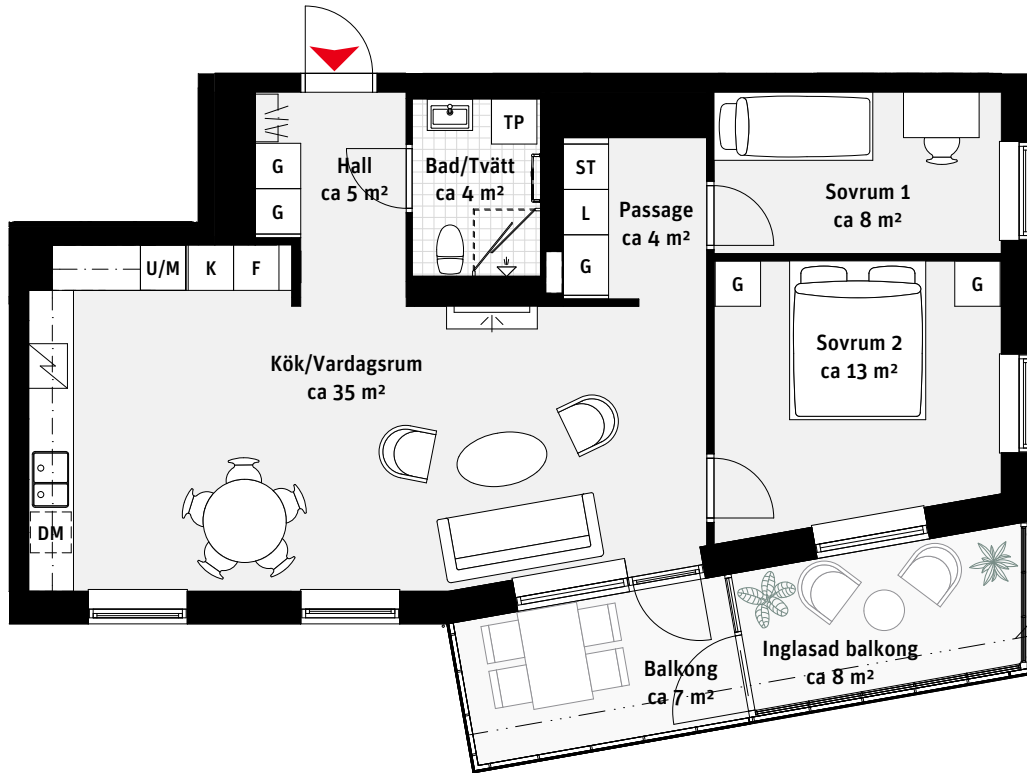 TP
G
Hall
ca 5 m²
G
Bad/Tvätt
ca 4 m²
ST
L
G
Passage
ca 4 m²
Sovrum 1
ca 8 m²
U/M
K
F
G
G
Sovrum 2
ca 13 m²
Kök/Vardagsrum
ca 35 m²
DM
Balkong
ca 7 m²
Inglasad balkong
ca 8 m²